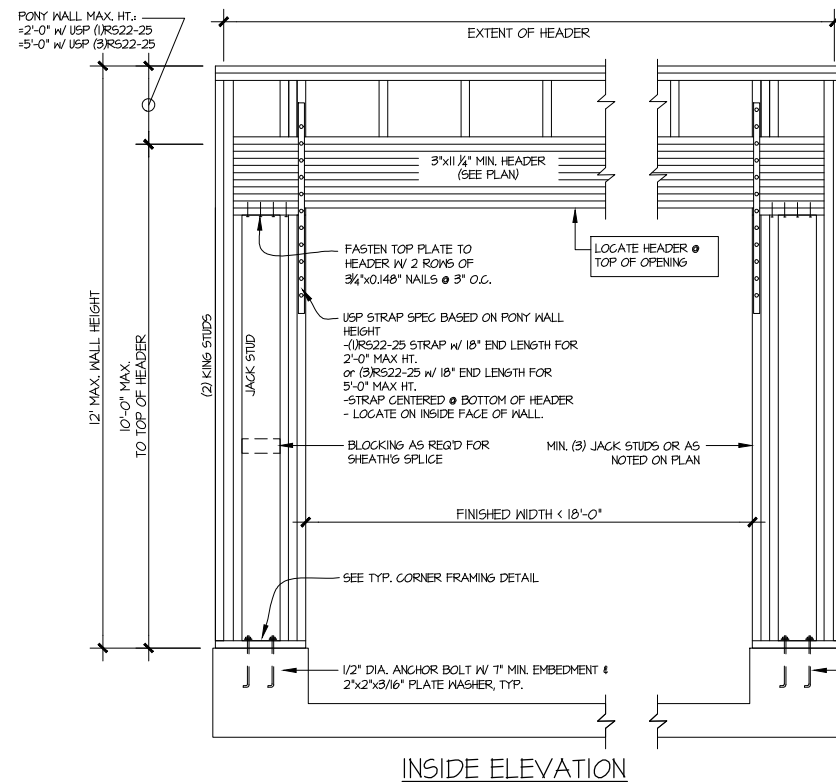 PONY WALL MAX. HT.:
=2'-0" w/ USP (1)RS22-25
=5'-0" w/ USP (3)RS22-25
EXTENT OF HEADER
3"x11 1/4" MIN. HEADER
(SEE PLAN)
FASTEN TOP PLATE TO
HEADER W/ 2 ROWS OF
3 1/4"x0.148" NAILS @ 3" O.C.
LOCATE HEADER @
TOP OF OPENING
USP STRAP SPEC BASED ON PONY WALL
HEIGHT
-(1)RS22-25 STRAP w/ 18" END LENGTH FOR
2'-0" MAX HT.
or (3)RS22-25 w/ 18" END LENGTH FOR
5'-0" MAX HT.
-STRAP CENTERED @ BOTTOM OF HEADER
- LOCATE ON INSIDE FACE OF WALL.
12' MAX. WALL HEIGHT
10'-0" MAX.
TO TOP OF HEADER
(2) KING STUDS
JACK STUD
BLOCKING AS REQ'D FOR
SHEATH'G SPLICE
MIN. (3) JACK STUDS OR AS
NOTED ON PLAN
FINISHED WIDTH < 18'-0"
SEE TYP. CORNER FRAMING DETAIL
1/2" DIA. ANCHOR BOLT W/ 7" MIN. EMBEDMENT &
2"x2"x3/16" PLATE WASHER, TYP.
INSIDE ELEVATION